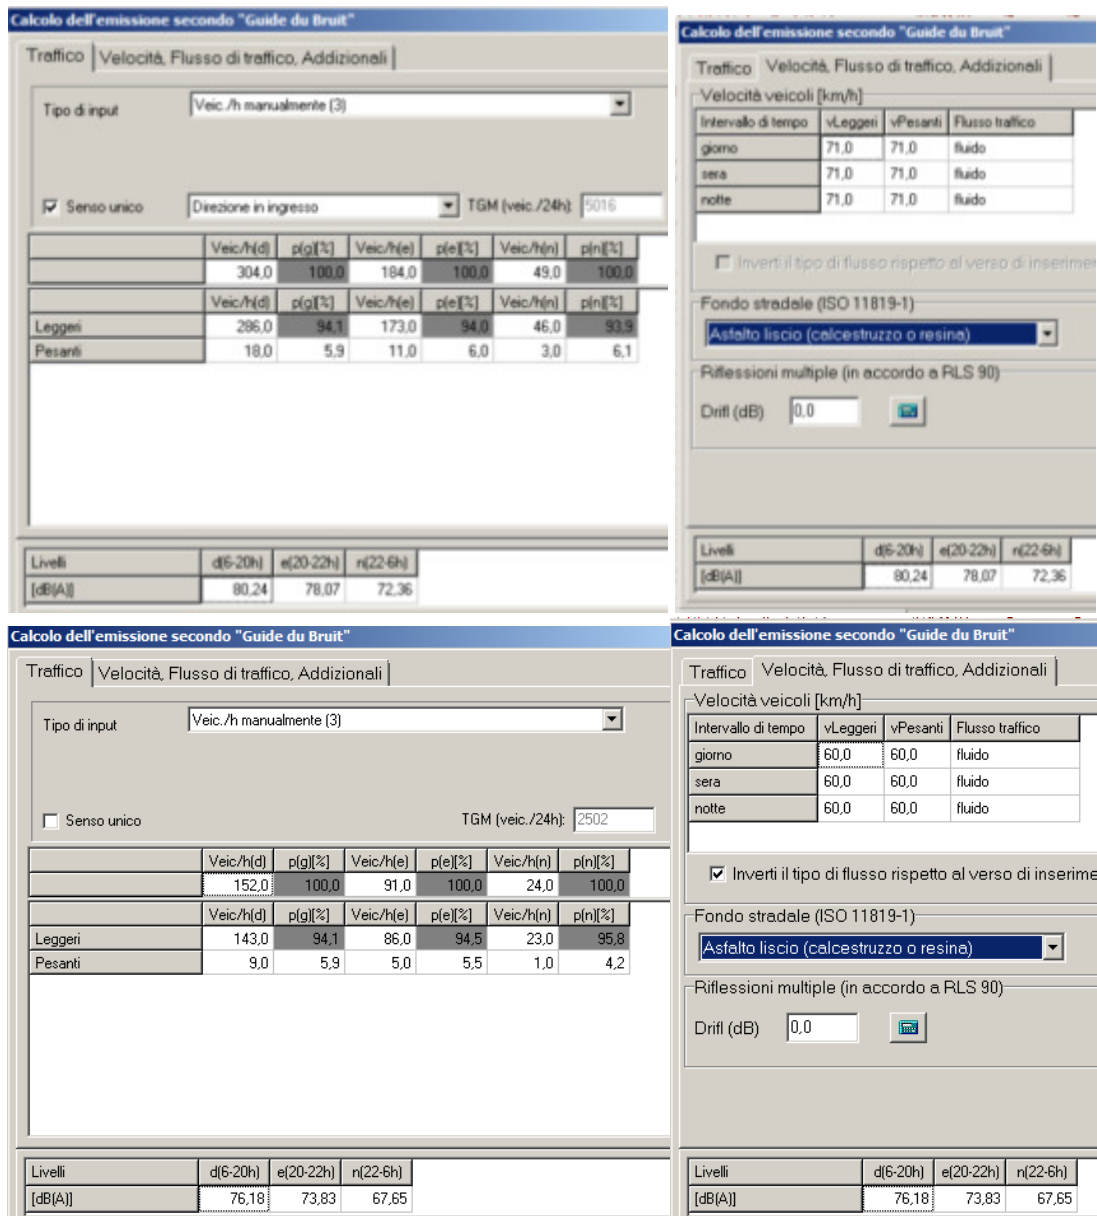 Calcolo dell'emissione secondo "Guide du Bruit"
Traffico Velocità, Flusso di traffico, Addizionali
Tipo di input Veic./h manualmente (3)
Senso unico Direzione in ingresso TGM (veic./24h): 5016
Veic/h(d) p(g)[%] Veic/h(e) p(e)[%] Veic/h(n) p(n)[%]
304,0 100,0 184,0 100,0 49,0 100,0
Veic/h(d) p(g)[%] Veic/h(e) p(e)[%] Veic/h(n) p(n)[%]
Leggeri 286,0 94,1 173,0 94,0 46,0 93,9
Pesanti 18,0 5,9 11,0 6,0 3,0 6,1
Livelli d(6-20h) e(20-22h) n(22-6h)
[dB(A)] 80,24 78,07 72,36
Calcolo dell'emissione secondo "Guide du Bruit"
Traffico Velocità, Flusso di traffico, Addizionali
Velocità veicoli [km/h]
Intervallo di tempo vLeggeri vPesanti Flusso traffico
giorno 71,0 71,0 fluido
sera 71,0 71,0 fluido
notte 71,0 71,0 fluido
Inverti il tipo di flusso rispetto al verso di inserimen
Fondo stradale (ISO 11819-1)
Asfalto liscio (calcestruzzo o resina)
Riflessioni multiple (in accordo a RLS 90)
Drifl (dB) 0,0
Livelli d(6-20h) e(20-22h) n(22-6h)
[dB(A)] 80,24 78,07 72,36
Calcolo dell'emissione secondo "Guide du Bruit"
Traffico Velocità, Flusso di traffico, Addizionali
Tipo di input Veic./h manualmente (3)
Senso unico TGM (veic./24h): 2502
Veic/h(d) p(g)[%] Veic/h(e) p(e)[%] Veic/h(n) p(n)[%]
152,0 100,0 91,0 100,0 24,0 100,0
Veic/h(d) p(g)[%] Veic/h(e) p(e)[%] Veic/h(n) p(n)[%]
Leggeri 143,0 94,1 86,0 94,5 23,0 95,8
Pesanti 9,0 5,9 5,0 5,5 1,0 4,2
Livelli d(6-20h) e(20-22h) n(22-6h)
[dB(A)] 76,18 73,83 67,65
Calcolo dell'emissione secondo "Guide du Bruit"
Traffico Velocità, Flusso di traffico, Addizionali
Velocità veicoli [km/h]
Intervallo di tempo vLeggeri vPesanti Flusso traffico
giorno 60,0 60,0 fluido
sera 60,0 60,0 fluido
notte 60,0 60,0 fluido
Inverti il tipo di flusso rispetto al verso di inserime
Fondo stradale (ISO 11819-1)
Asfalto liscio (calcestruzzo o resina)
Riflessioni multiple (in accordo a RLS 90)
Drifl (dB) 0,0
Livelli d(6-20h) e(20-22h) n(22-6h)
[dB(A)] 76,18 73,83 67,65